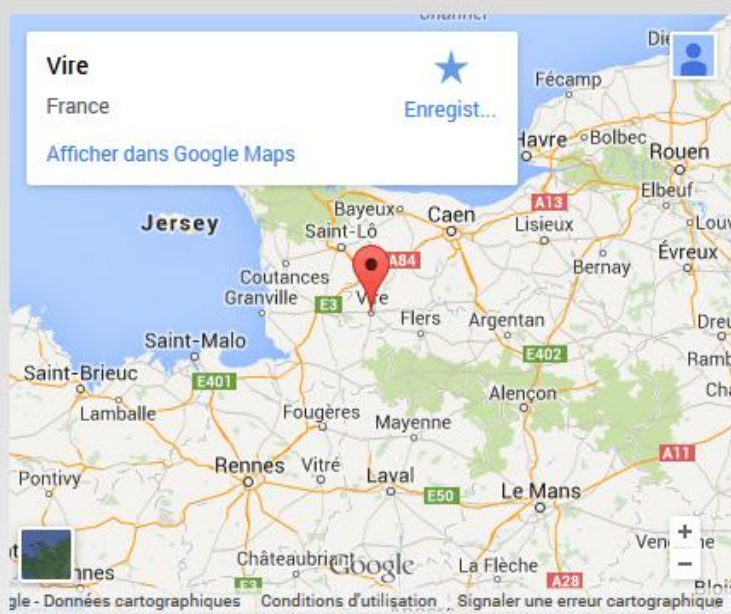 Channel
Vire
France
Enregist...
Afficher dans Google Maps
Fécamp
Bolbec
Rouen
Elbeuf
A13
Jersey
Bayeux
Caen
Lisieux
Saint-Lô
A84
Évreux
Bernay
Coutances
Granville
E3
Vire
Flers
Argentan
Saint-Malo
E402
Saint-Brieuc
E401
Alençon
Lamballe
Fougères
Mayenne
A11
Rennes
Vitré
Laval
Pontivy
E50
Le Mans
+
−
Châteaubriant
Google
La Flèche
E3
A28
gle - Données cartographiques
Conditions d'utilisation
Signaler une erreur cartographique